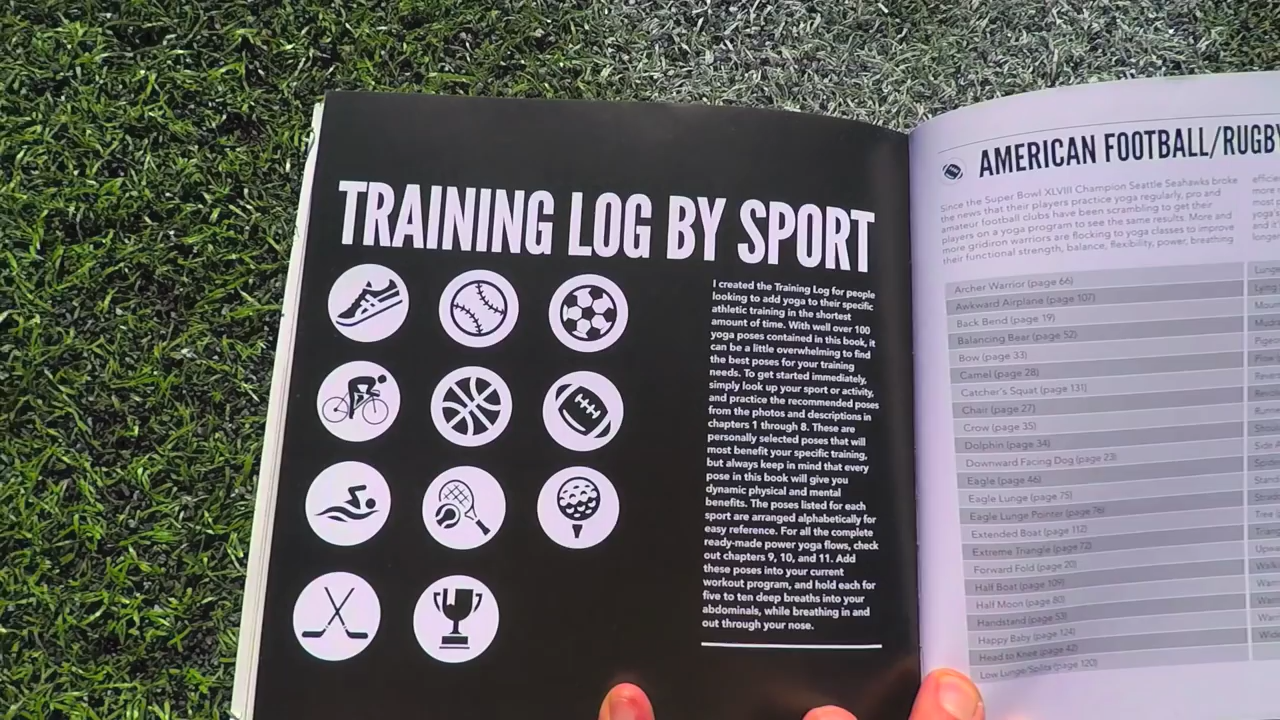 TRAINING LOG BY SPORT
I created the Training Log for people
looking to add yoga to their specific
athletic training in the shortest
amount of time. With well over 100
yoga poses contained in this book, it
can be a little overwhelming to find
the best poses for your training
needs. To get started immediately,
simply look up your sport or activity,
and practice the recommended poses
from the photos and descriptions in
chapters 1 through 8. These are
personally selected poses that will
most benefit your specific training,
but always keep in mind that every
pose in this book will give you
dynamic physical and mental
benefits. The poses listed for each
sport are arranged alphabetically for
easy reference. For all the complete
ready-made power yoga flows, check
out chapters 9, 10, and 11. Add
these poses into your current
workout program, and hold each for
five to ten deep breaths into your
abdominals, while breathing in and
out through your nose.
AMERICAN FOOTBALL/RUGBY
Since the Super Bowl XLVIII Champion Seattle Seahawks broke
the news that their players practice yoga regularly, pro and
amateur football clubs have been scrambling to get their
players on a yoga program to see the same results. More and
more gridiron warriors are flocking to yoga classes to improve
their functional strength, balance, flexibility, power, breathing
Archer Warrior (page 66)
Awkward Airplane (page 107)
Back Bend (page 19)
Balancing Bear (page 52)
Bow (page 33)
Camel (page 28)
Catcher's Squat (page 131)
Chair (page 27)
Crow (page 35)
Dolphin (page 34)
Downward Facing Dog (page 23)
Eagle (page 46)
Eagle Lunge (page 75)
Eagle Lunge Pointer (page 76)
Extended Boat (page 112)
Extreme Triangle (page 72)
Forward Fold (page 20)
Half Boat (page 109)
Half Moon (page 80)
Handstand (page 53)
Happy Baby (page 124)
Head to Knee (page 42)
Low Lunge/Splits (page 120)